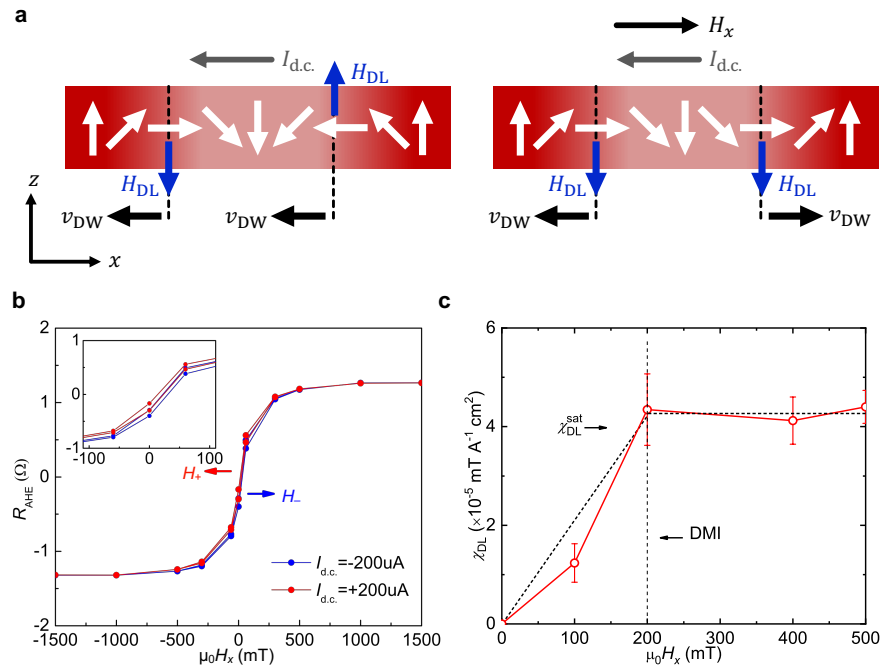 a
H_x
I_d.c.
I_d.c.
H_DL
H_DL
H_DL
H_DL
z
v_DW
v_DW
v_DW
v_DW
x
b
c
2
1
0
-1
-2
R_AHE (Ω)
1
0
-1
-100
0
100
H_+
H_–
I_d.c.=-200uA
I_d.c.=+200uA
-1500
-1000
-500
0
500
1000
1500
μ₀H_x (mT)
6
4
2
0
χ_DL (×10⁻⁵ mT A⁻¹ cm²)
χ_DL^sat
DMI
0
100
200
300
400
500
μ₀H_x (mT)